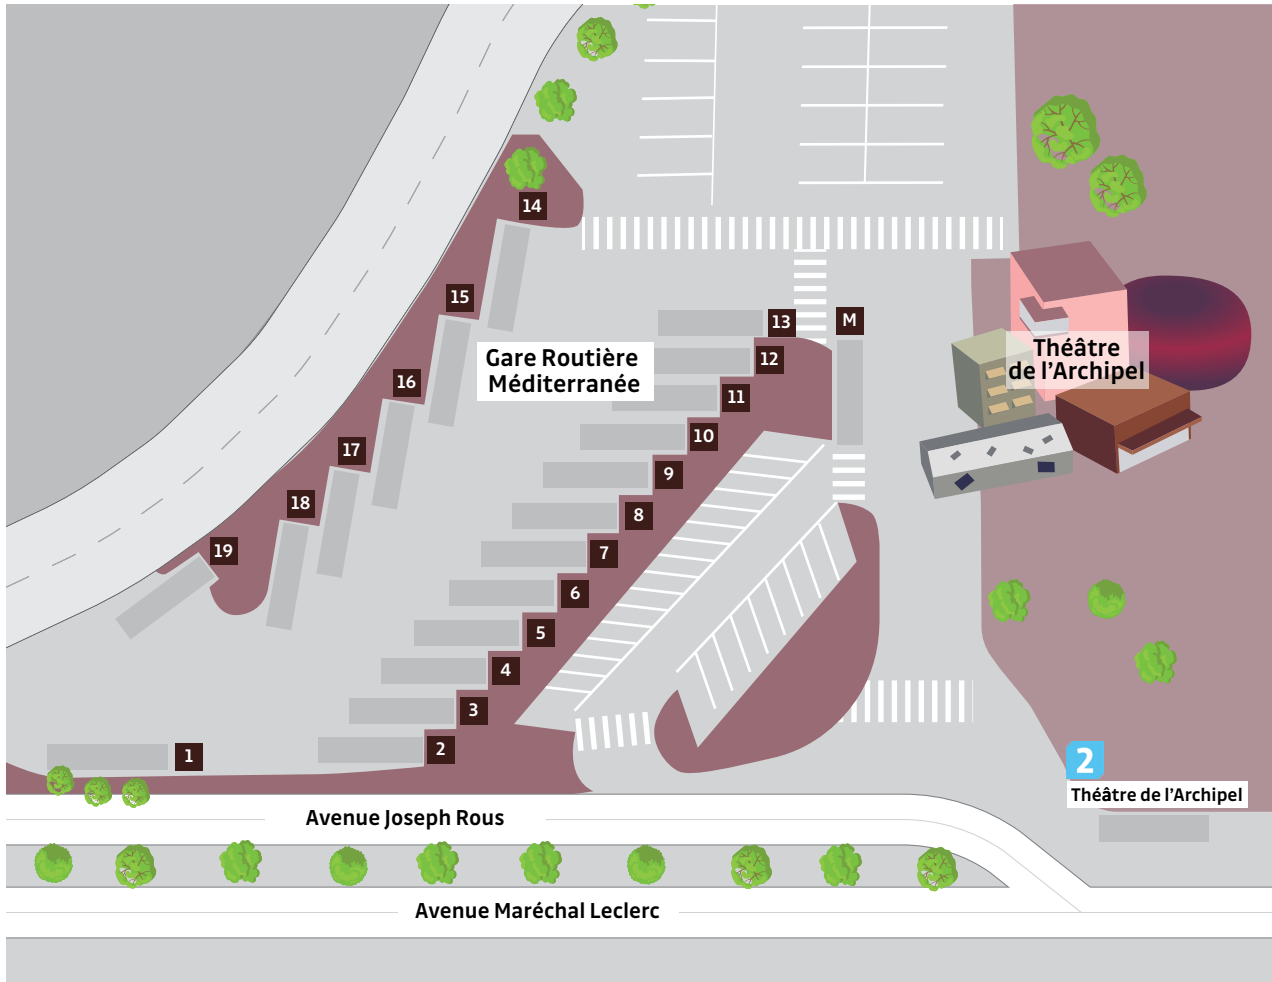 14
15
13
M
Gare Routière
Méditerranée
12
Théâtre
de l'Archipel
16
11
10
17
9
18
8
19
7
6
5
4
3
2
1
2
Théâtre de l'Archipel
Avenue Joseph Rous
Avenue Maréchal Leclerc